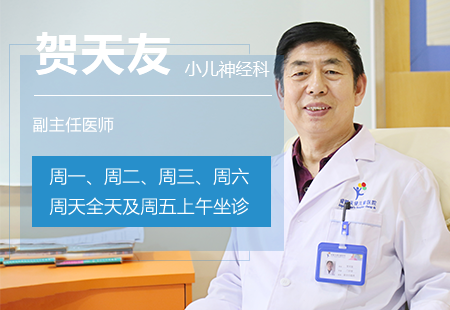 贺天友 小儿神经科
副主任医师
周一、周二、周三、周六
周天全天及周五上午坐诊